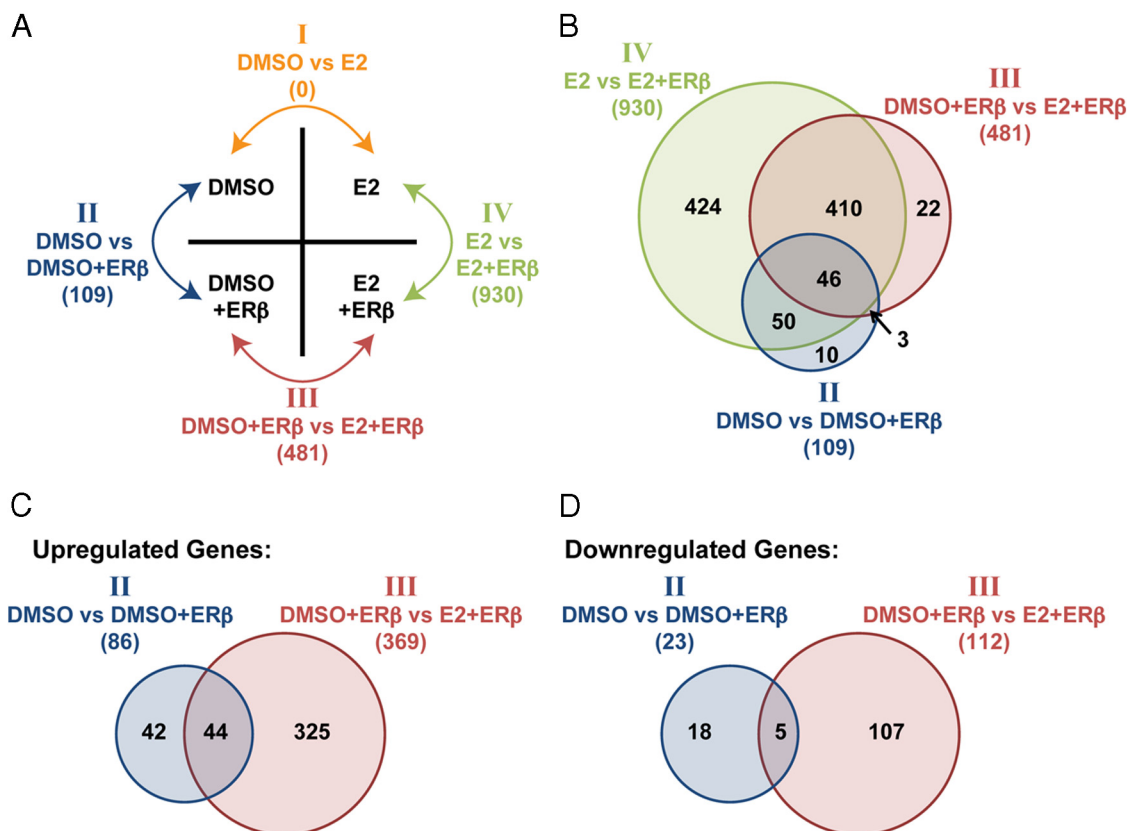 A
I
DMSO vs E2
(0)
DMSO
E2
II
DMSO vs
DMSO+ERβ
(109)
IV
E2 vs
E2+ERβ
(930)
DMSO
+ERβ
E2
+ERβ
III
DMSO+ERβ vs E2+ERβ
(481)
B
IV
E2 vs E2+ERβ
(930)
III
DMSO+ERβ vs E2+ERβ
(481)
424
410
22
46
50
3
10
II
DMSO vs DMSO+ERβ
(109)
C
Upregulated Genes:
II
DMSO vs DMSO+ERβ
(86)
III
DMSO+ERβ vs E2+ERβ
(369)
42
44
325
D
Downregulated Genes:
II
DMSO vs DMSO+ERβ
(23)
III
DMSO+ERβ vs E2+ERβ
(112)
18
5
107